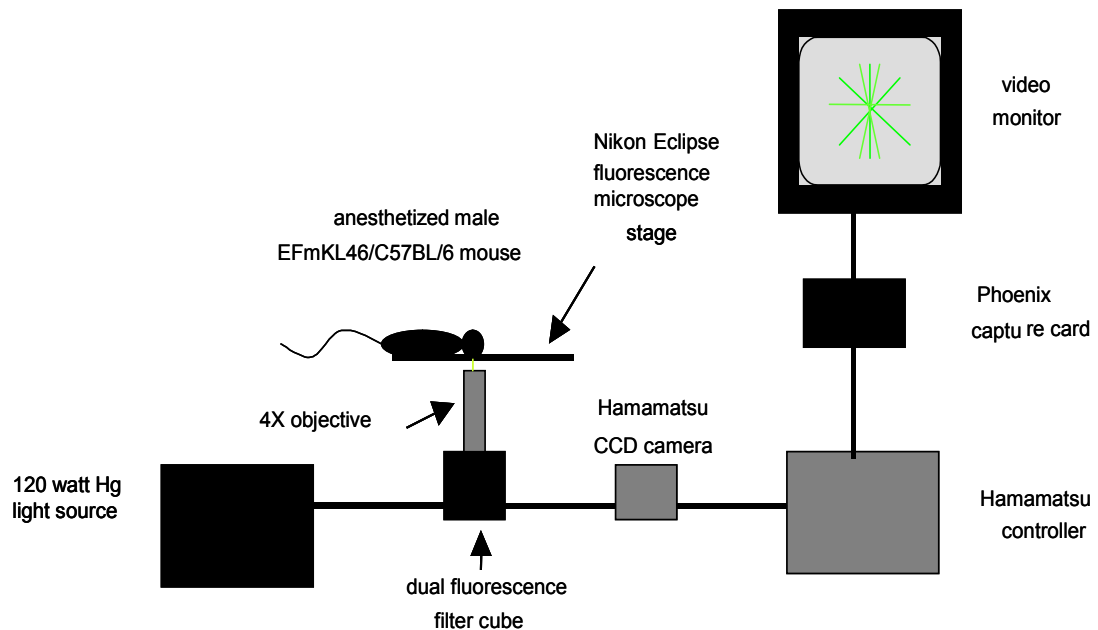 video
monitor
Nikon Eclipse
fluorescence
microscope
stage
anesthetized male
EFmKL46/C57BL/6 mouse
Phoenix
captu re card
4X objective
Hamamatsu
CCD camera
120 watt Hg
light source
Hamamatsu
controller
dual fluorescence
filter cube